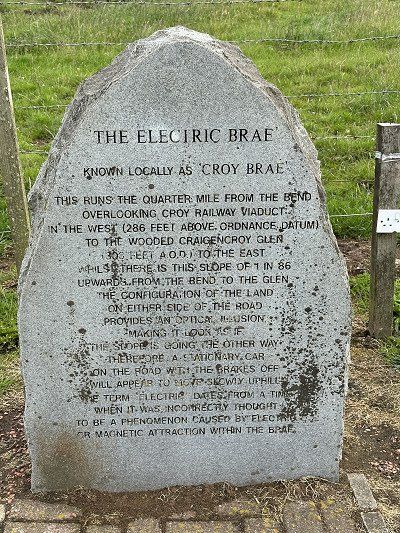 'THE ELECTRIC BRAE'
KNOWN LOCALLY AS 'CROY BRAE'
THIS RUNS THE QUARTER MILE FROM THE BEND
OVERLOOKING CROY RAILWAY VIADUCT
IN THE WEST (286 FEET ABOVE ORDNANCE DATUM)
TO THE WOODED CRAIGENCROY GLEN
FEET A.O.D.) TO THE EAST
WHILST THERE IS THIS SLOPE OF 1 IN 86
UPWARDS FROM THE BEND TO THE GLEN,
THE CONFIGURATION OF THE LAND
ON EITHER SIDE OF THE ROAD
PROVIDES AN OPTICAL ILLUSION
MAKING IT LOOK AS IF
THE SLOPE IS GOING THE OTHER WAY.
THEREFORE, A STATIONARY CAR
ON THE ROAD WITH THE BRAKES OFF
WILL APPEAR TO MOVE SLOWLY UPHILL.
THE TERM 'ELECTRIC' DATES FROM A TIME
WHEN IT WAS INCORRECTLY THOUGHT
TO BE A PHENOMENON CAUSED BY ELECTRIC
OR MAGNETIC ATTRACTION WITHIN THE BRAE.